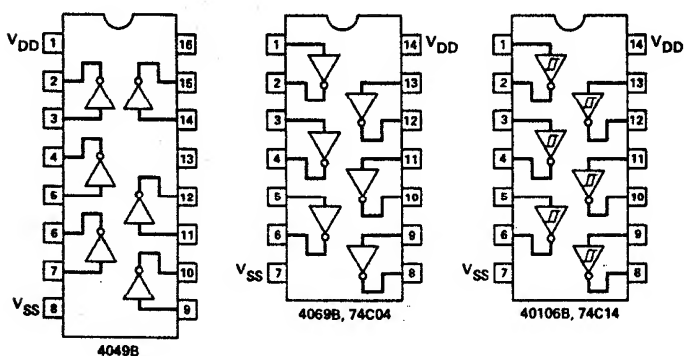 VDD 1 16
2 15
3 14
4 13
5 12
6 11
7 10
VSS 8 9
4049B
1 14 VDD
2 13
3 12
4 11
5 10
6 9
VSS 7 8
4069B, 74C04
1 14 VDD
2 13
3 12
4 11
5 10
6 9
VSS 7 8
40106B, 74C14